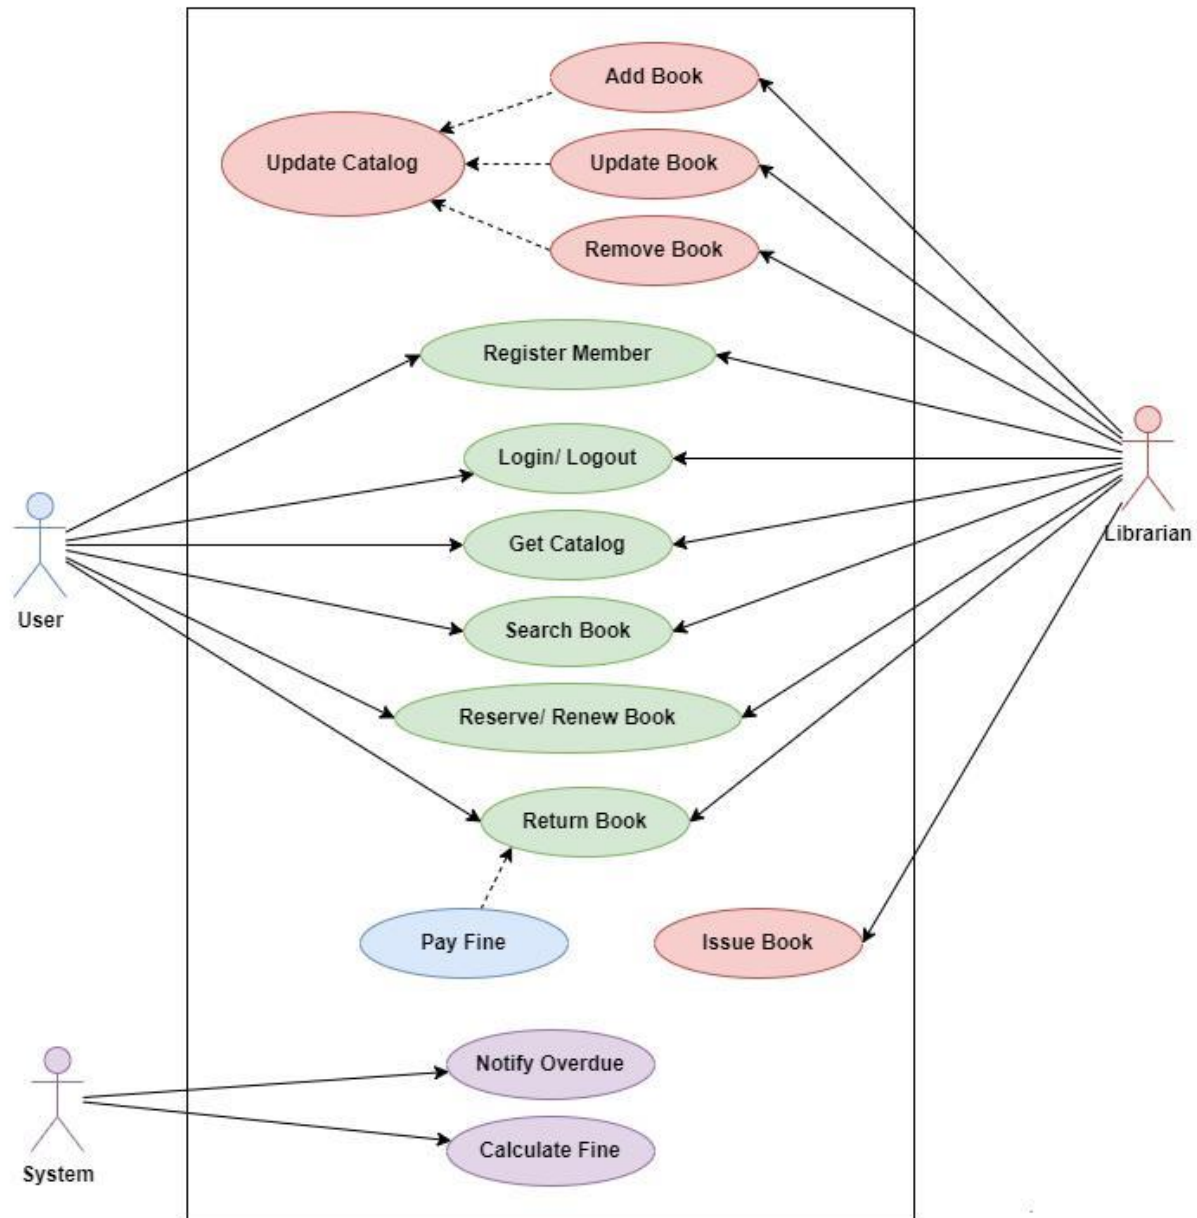 Add Book
Update Catalog
Update Book
Remove Book
Register Member
Login/ Logout
Get Catalog
Librarian
User
Search Book
Reserve/ Renew Book
Return Book
Pay Fine
Issue Book
Notify Overdue
Calculate Fine
System